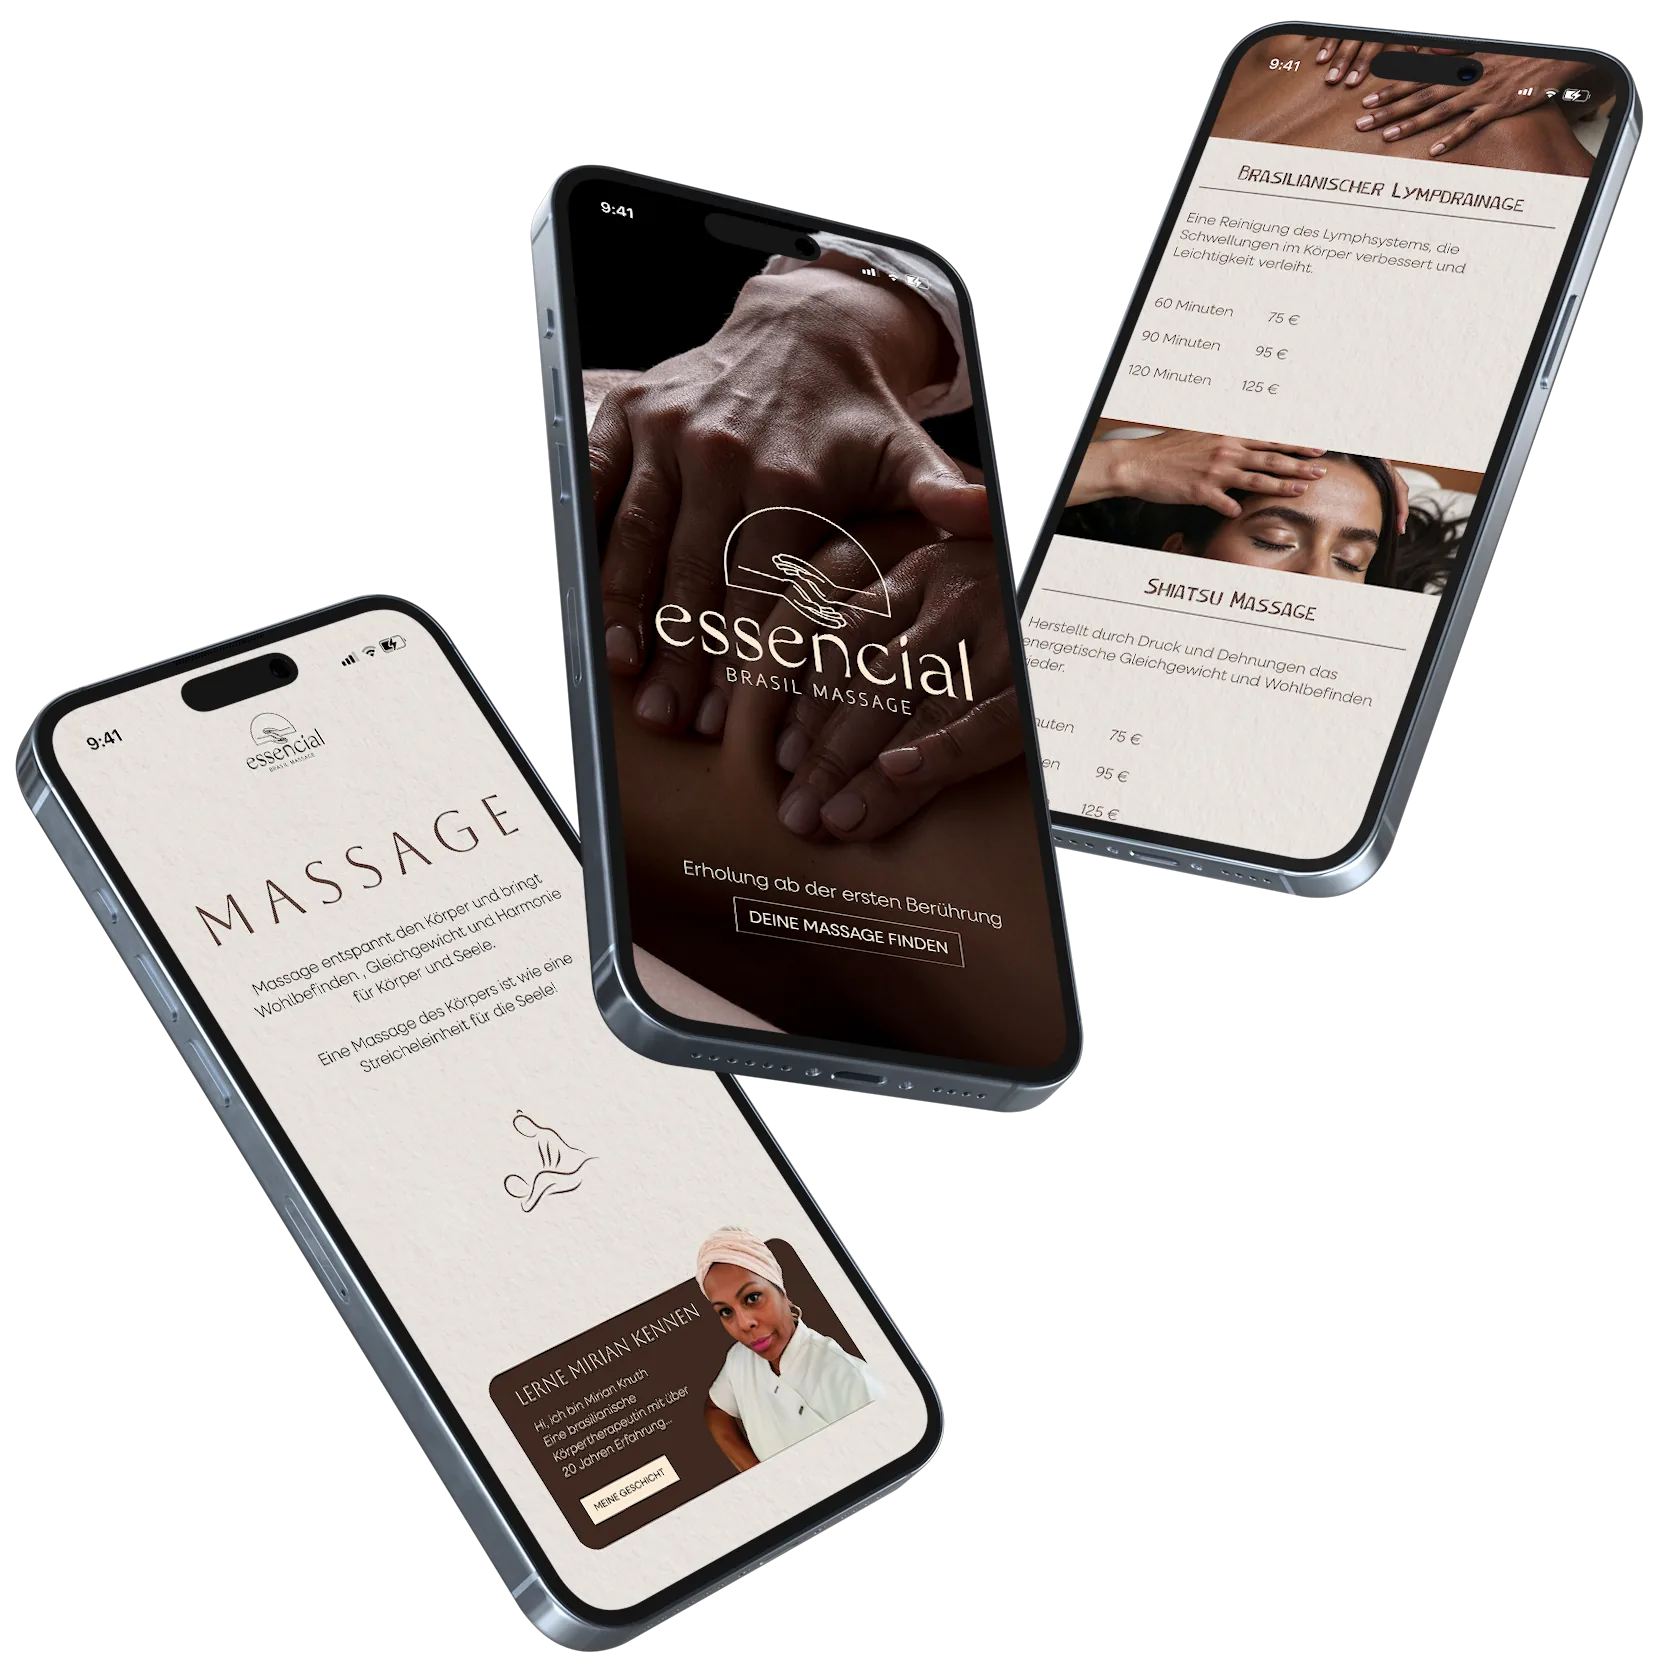 9:41
essencial
BRASIL MASSAGE
MASSAGE
Massage entspannt den Körper und bringt
Wohlbefinden , Gleichgewicht und Harmonie
für Körper und Seele.
Eine Massage des Körpers ist wie eine
Streicheleinheit für die Seele!
LERNE MIRIAN KENNEN
Hi, ich bin Mirian Knuth
Eine brasilianische
Körpertherapeutin mit über
20 Jahren Erfahrung...
MEINE GESCHICHT
9:41
essencial
BRASIL MASSAGE
Erholung ab der ersten Berührung
DEINE MASSAGE FINDEN
9:41
BRASILIANISCHER LYMPDRAINAGE
Eine Reinigung des Lymphsystems, die
Schwellungen im Körper verbessert und
Leichtigkeit verleiht.
60 Minuten 75 €
90 Minuten 95 €
120 Minuten 125 €
SHIATSU MASSAGE
Herstellt durch Druck und Dehnungen das
energetische Gleichgewicht und Wohlbefinden
ieder.
nuten 75 €
en 95 €
125 €